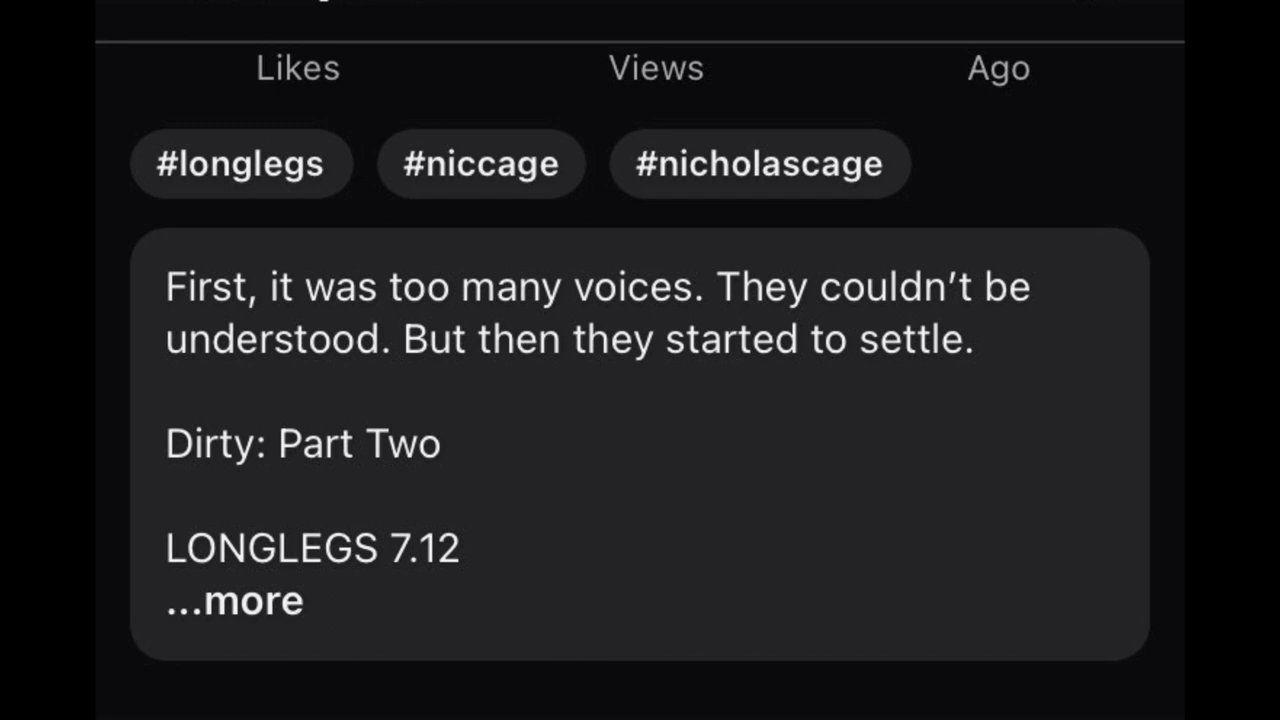 Likes Views Ago
#longlegs #niccage #nicholascage
First, it was too many voices. They couldn’t be
understood. But then they started to settle.
Dirty: Part Two
LONGLEGS 7.12
...more